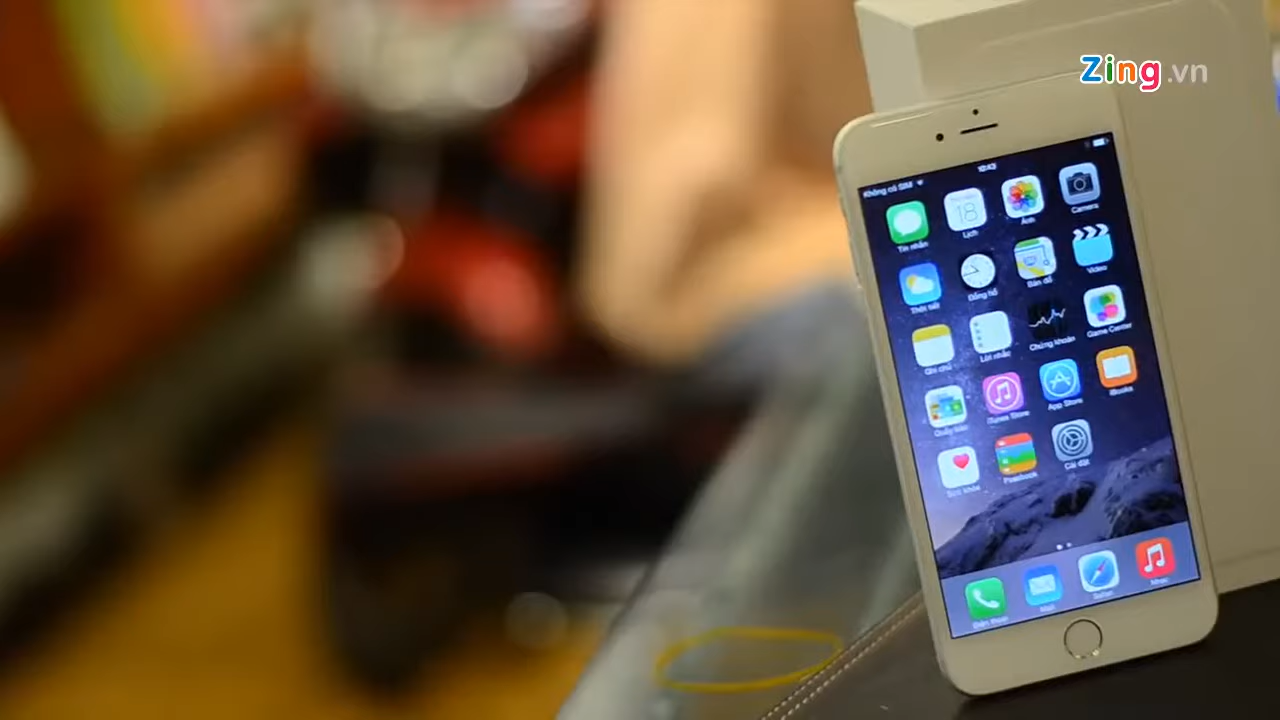 Zing.vn
Không có SIM
10:43
Tin nhắn
18
Lịch
Ảnh
Camera
Thời tiết
Đồng hồ
Bản đồ
Video
Ghi chú
Lời nhắc
Chứng khoán
Game Center
Quầy báo
iTunes Store
App Store
iBooks
Sức khỏe
Passbook
Cài đặt
Điện thoại
Mail
Safari
Nhạc